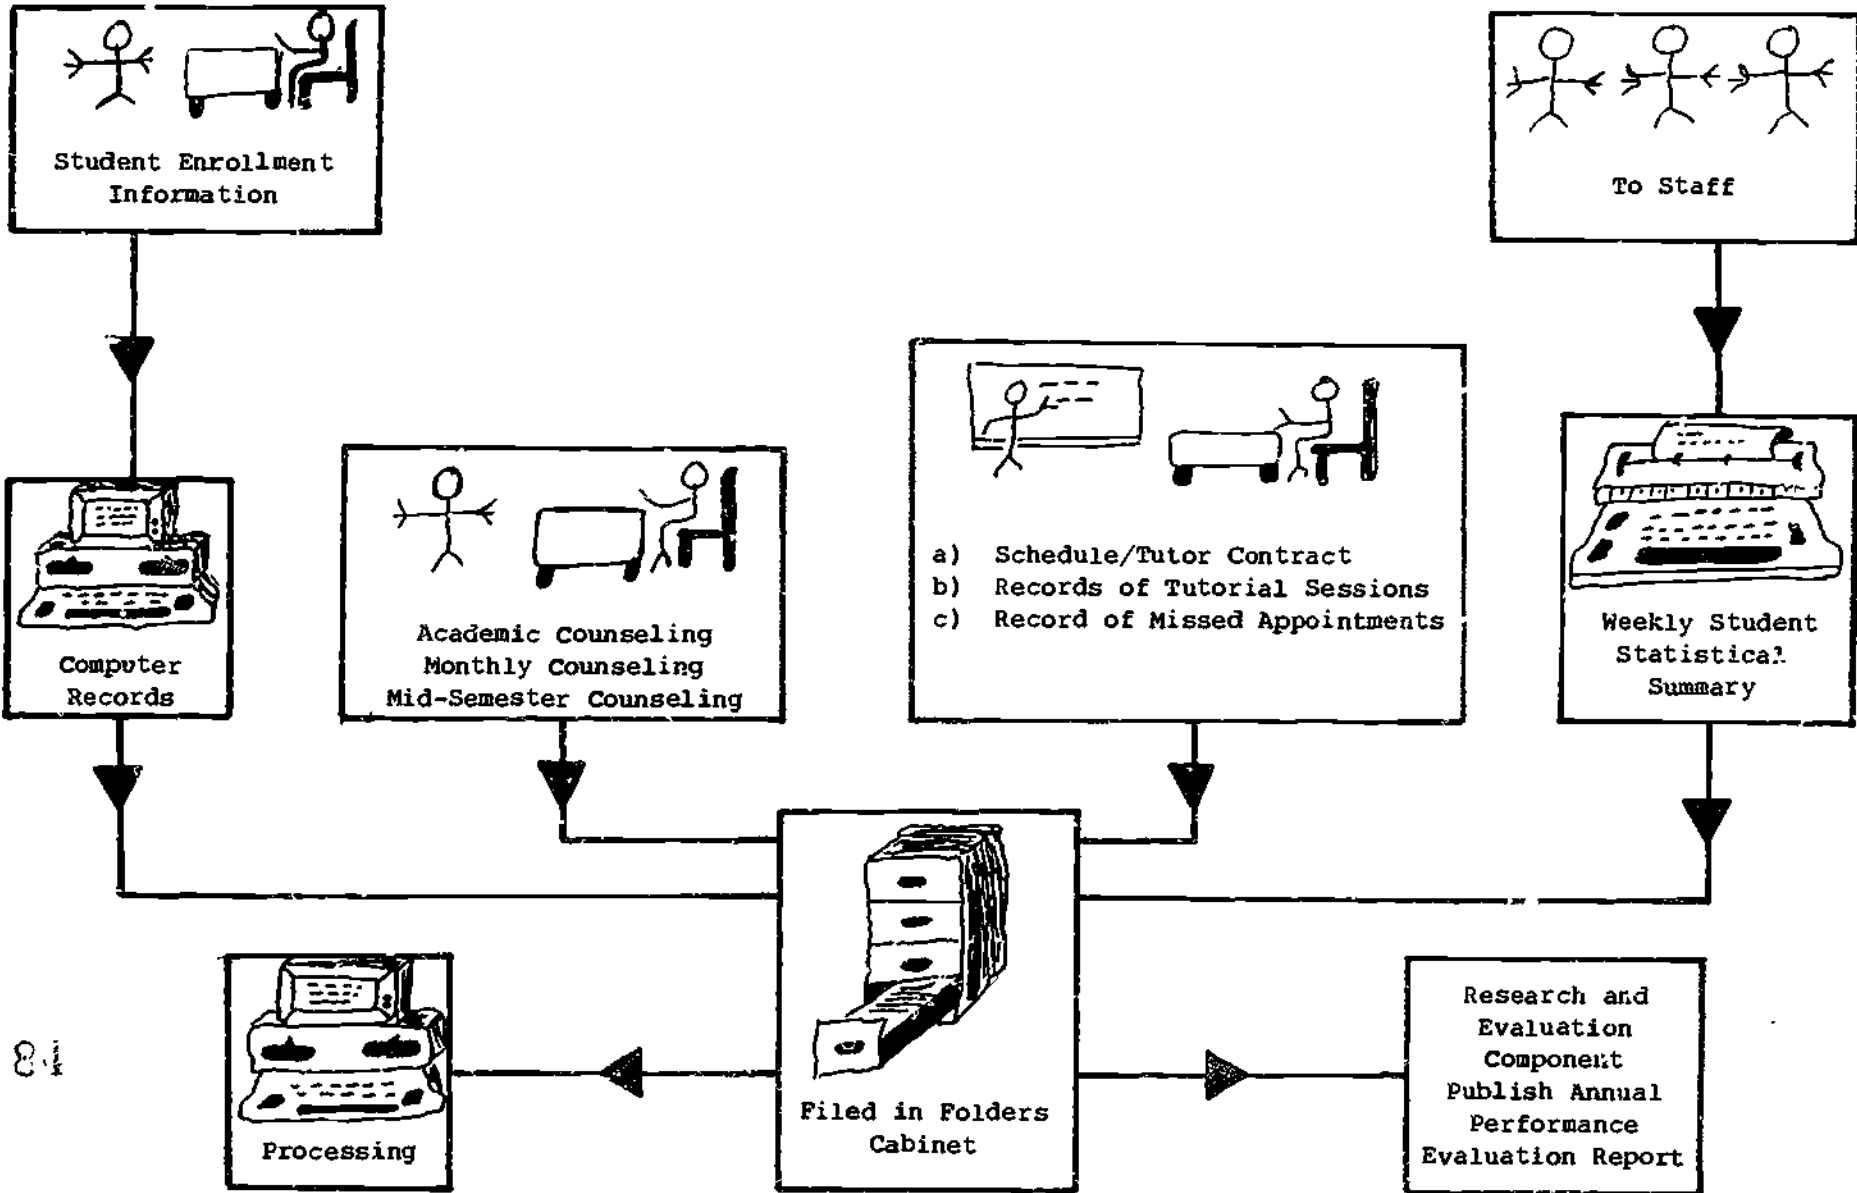 Student Enrollment
Information
To Staff
Computer
Records
Academic Counseling
Monthly Counseling
Mid-Semester Counseling
a) Schedule/Tutor Contract
b) Records of Tutorial Sessions
c) Record of Missed Appointments
Weekly Student
Statistical
Summary
Processing
Filed in Folders
Cabinet
Research and
Evaluation
Component
Publish Annual
Performance
Evaluation Report